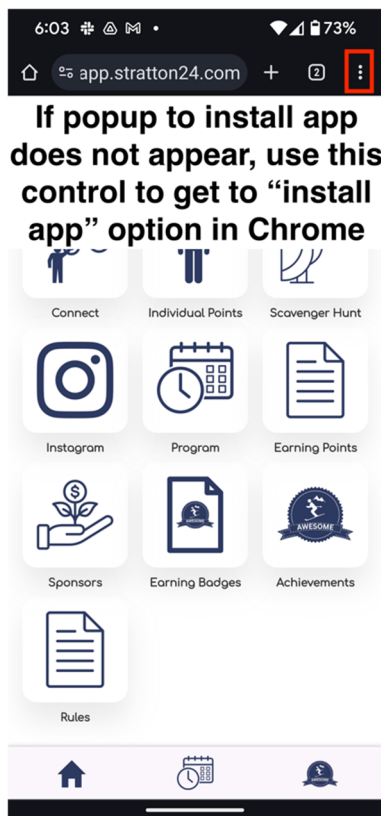 6:03 73%
app.stratton24.com 2
If popup to install app
does not appear, use this
control to get to “install
app” option in Chrome
Connect Individual Points Scavenger Hunt
Instagram Program Earning Points
$
AWESOME AWESOME
Sponsors Earning Badges Achievements
Rules
AWESOME